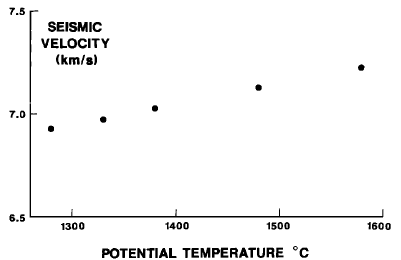 7.5
SEISMIC
VELOCITY
(km/s)
7.0
6.5
1300 1400 1500 1600
POTENTIAL TEMPERATURE °C